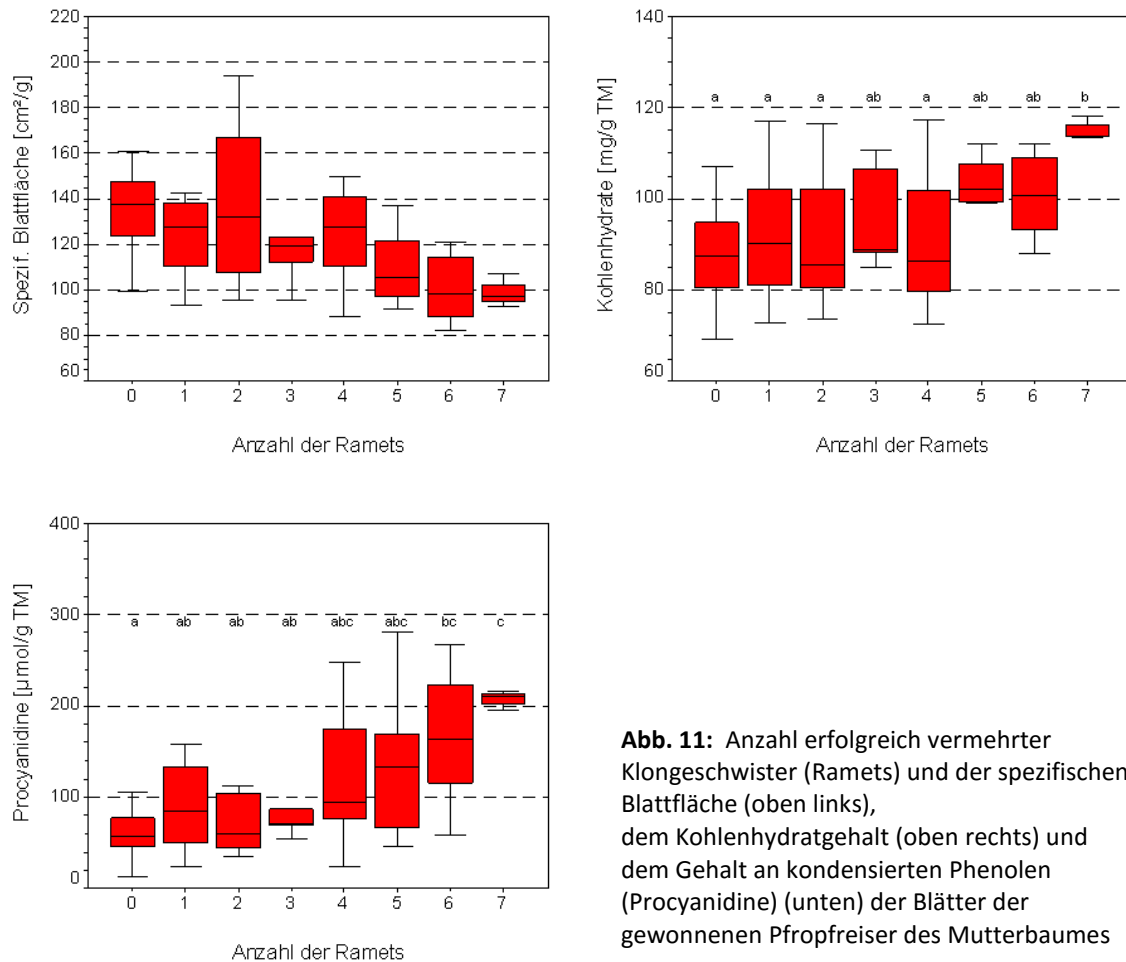 220
200
180
160
140
120
100
80
60
Spezif. Blattfläche [cm²/g]
0 1 2 3 4 5 6 7
Anzahl der Ramets
140
120
100
80
60
Kohlenhydrate [mg/g TM]
a a a ab a ab ab b
0 1 2 3 4 5 6 7
Anzahl der Ramets
400
300
200
100
0
Procyanidine [µmol/g TM]
a ab ab ab abc abc bc c
0 1 2 3 4 5 6 7
Anzahl der Ramets
Abb. 11: Anzahl erfolgreich vermehrter
Klongeschwister (Ramets) und der spezifischen
Blattfläche (oben links),
dem Kohlenhydratgehalt (oben rechts) und
dem Gehalt an kondensierten Phenolen
(Procyanidine) (unten) der Blätter der
gewonnenen Pfropfreiser des Mutterbaumes